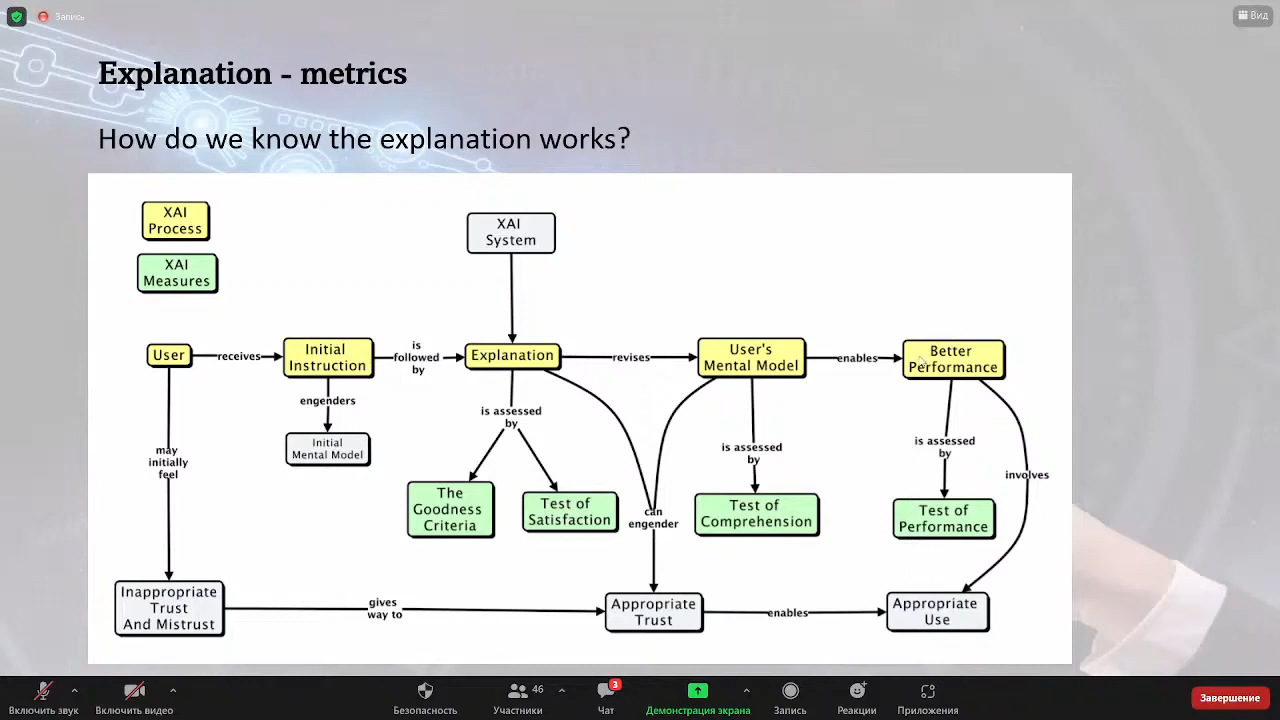 Запись
Вид
Explanation - metrics
How do we know the explanation works?
XAI
Process
XAI
System
XAI
Measures
User
receives
Initial
Instruction
is
followed
by
Explanation
revises
User's
Mental Model
enables
Better
Performance
engenders
Initial
Mental Model
is assessed
by
may
initially
feel
The
Goodness
Criteria
Test of
Satisfaction
can
engender
is assessed
by
Test of
Comprehension
is assessed
by
Test of
Performance
involves
Inappropriate
Trust
And Mistrust
gives
way to
Appropriate
Trust
enables
Appropriate
Use
Включить звук
Включить видео
Безопасность
46
Участники
3
Чат
Демонстрация экрана
Запись
Реакции
Приложения
Завершение